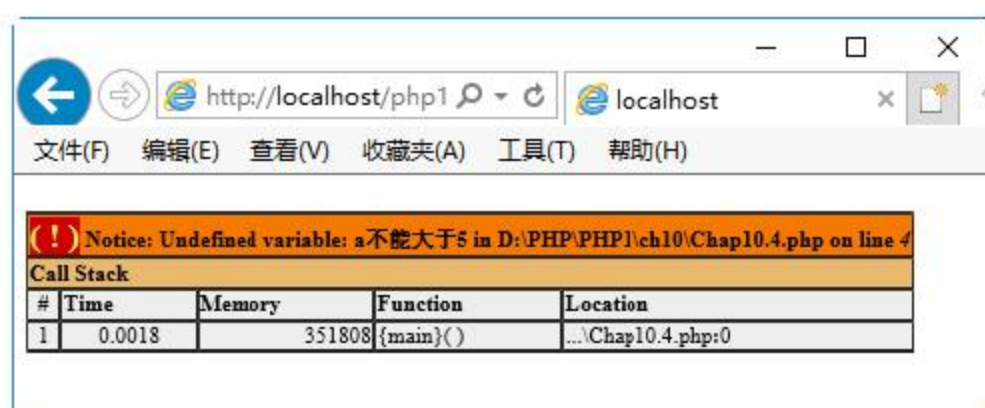 http://localhost/php1
localhost
文件(F) 编辑(E) 查看(V) 收藏夹(A) 工具(T) 帮助(H)
( ! ) Notice: Undefined variable: a不能大于5 in D:\PHP\PHP1\ch10\Chap10.4.php on line 4
Call Stack
# Time Memory Function Location
1 0.0018 351808 {main}( ) ...\Chap10.4.php:0